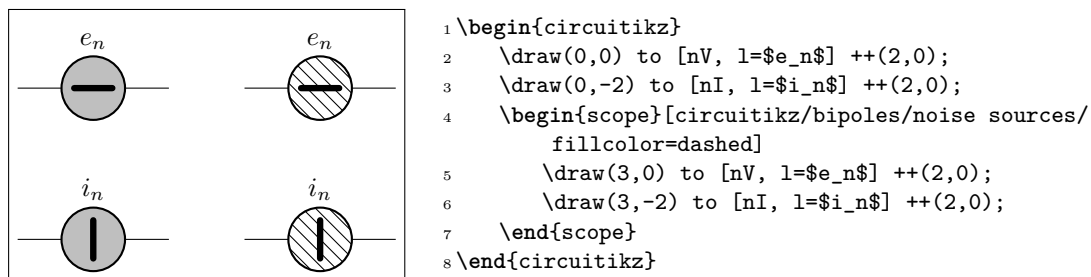 e_n e_n
i_n i_n
1 \begin{circuitikz}
2 \draw(0,0) to [nV, l=$e_n$] ++(2,0);
3 \draw(0,-2) to [nI, l=$i_n$] ++(2,0);
4 \begin{scope}[circuitikz/bipoles/noise sources/
fillcolor=dashed]
5 \draw(3,0) to [nV, l=$e_n$] ++(2,0);
6 \draw(3,-2) to [nI, l=$i_n$] ++(2,0);
7 \end{scope}
8 \end{circuitikz}